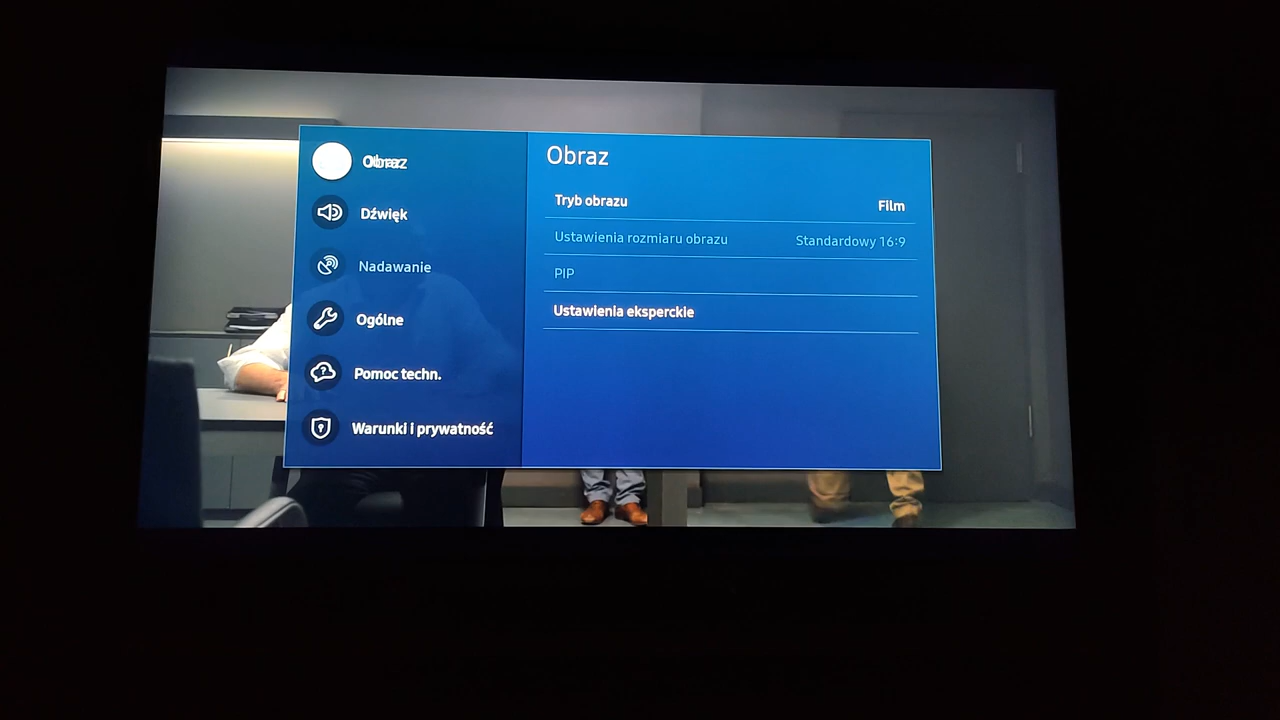 Obraz
Dźwięk
Nadawanie
Ogólne
Pomoc techn.
Warunki i prywatność
Obraz
Tryb obrazu Film
Ustawienia rozmiaru obrazu Standardowy 16:9
PIP
Ustawienia eksperckie